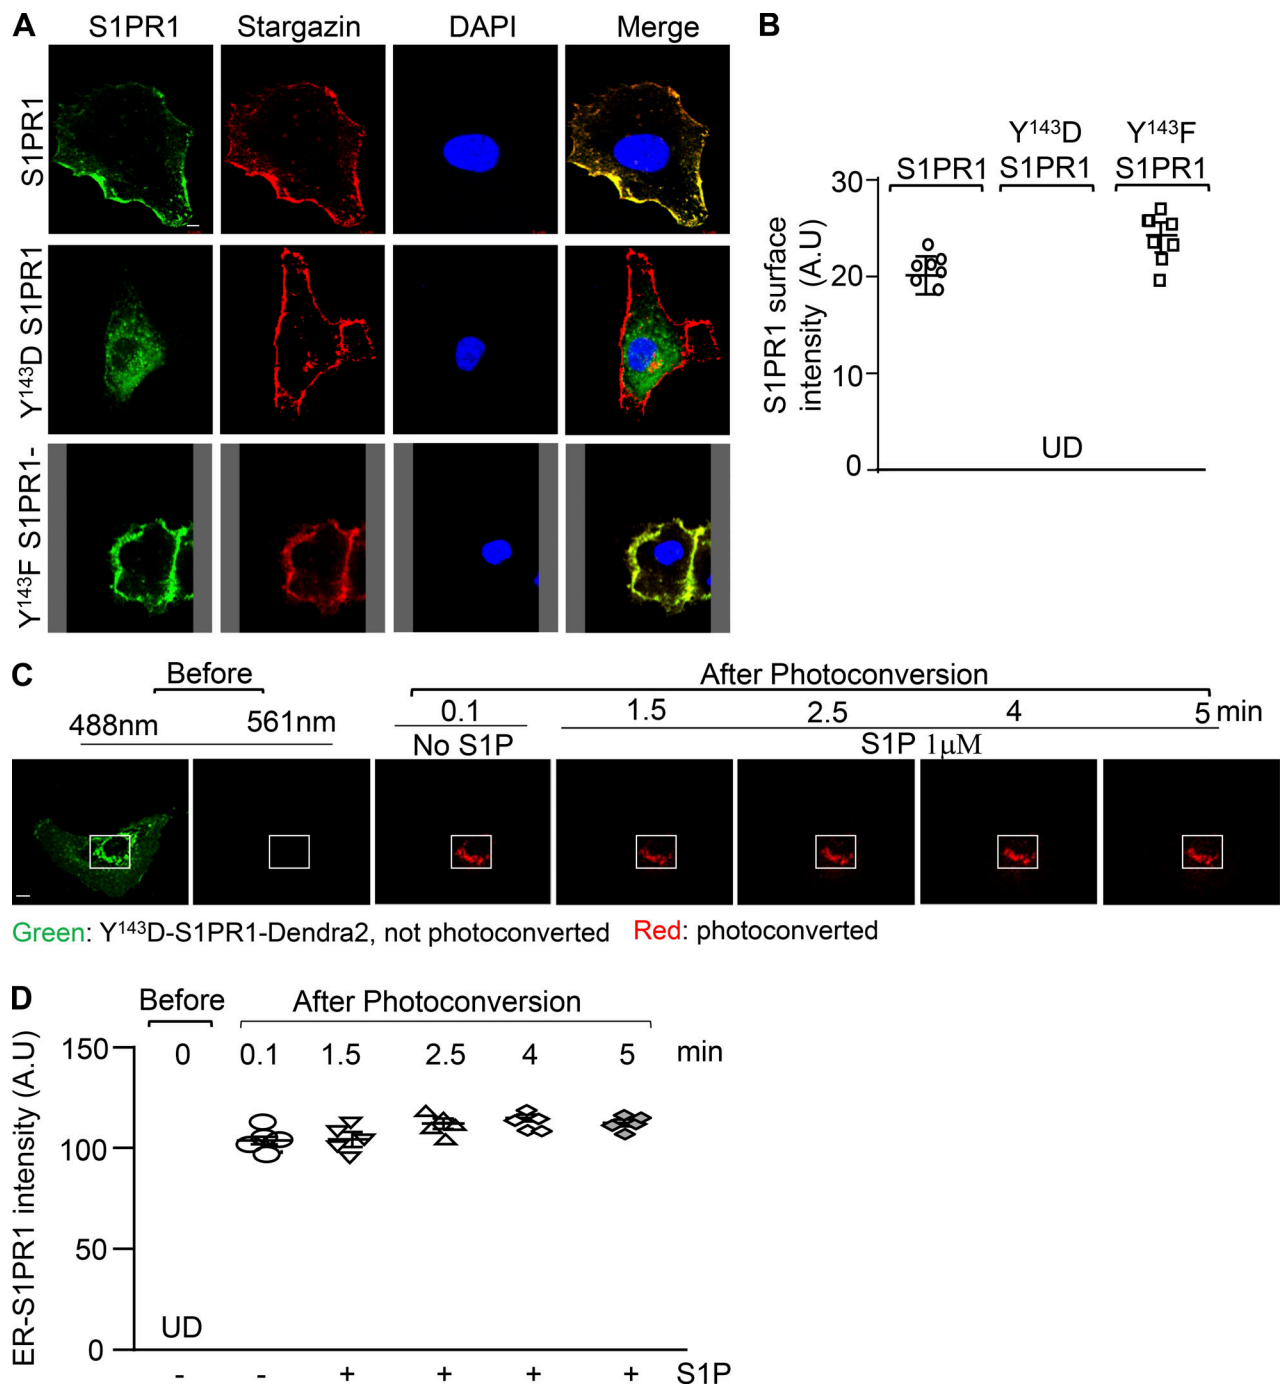 A
S1PR1 Stargazin DAPI Merge
S1PR1
Y¹⁴³D S1PR1
Y¹⁴³F S1PR1-
B
Y¹⁴³D Y¹⁴³F
S1PR1 S1PR1 S1PR1
S1PR1 surface
intensity (A.U)
30
20
10
0
UD
C
Before After Photoconversion
488nm 561nm 0.1 1.5 2.5 4 5 min
No S1P S1P 1μM
Green: Y¹⁴³D-S1PR1-Dendra2, not photoconverted Red: photoconverted
D
Before After Photoconversion
0 0.1 1.5 2.5 4 5 min
ER-S1PR1 intensity (A.U)
150
100
50
0
UD
- - + + + + S1P